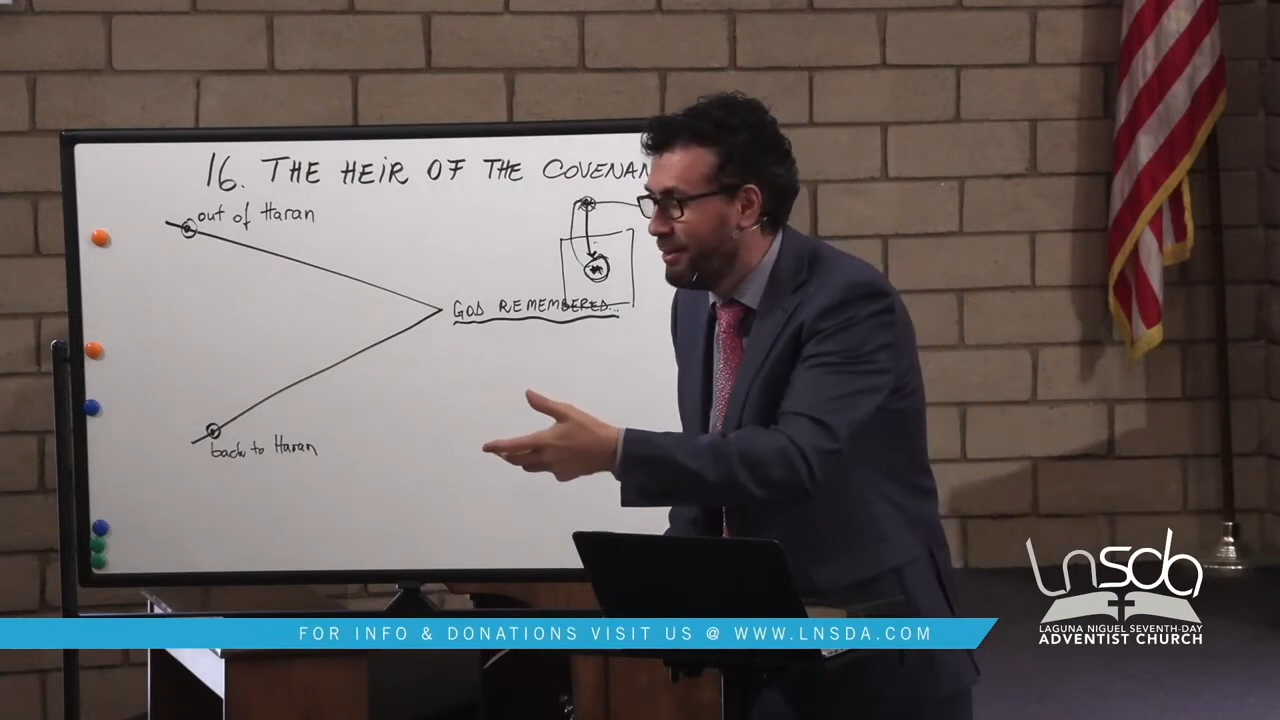 16. THE HEIR OF THE COVENAN
out of Haran
GOD REMEMBERED...
back to Haran
LNSDA
LAGUNA NIGUEL SEVENTH-DAY
ADVENTIST CHURCH
FOR INFO & DONATIONS VISIT US @ WWW.LNSDA.COM